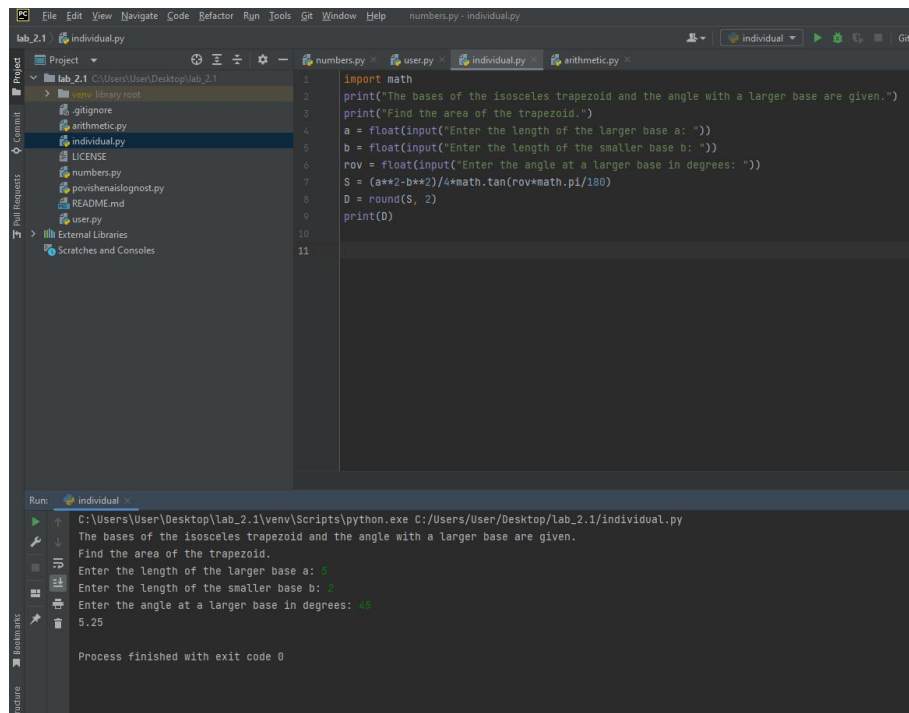 PC File Edit View Navigate Code Refactor Run Tools Git Window Help numbers.py - individual.py
lab_2.1 individual.py individual Git
Project
numbers.py user.py individual.py arithmetic.py
lab_2.1 C:\Users\User\Desktop\lab_2.1
venv library root
.gitignore
arithmetic.py
individual.py
LICENSE
numbers.py
povishenaislognost.py
README.md
user.py
External Libraries
Scratches and Consoles
Project
Commit
Pull Requests
1 import math
2 print("The bases of the isosceles trapezoid and the angle with a larger base are given.")
3 print("Find the area of the trapezoid.")
4 a = float(input("Enter the length of the larger base a: "))
5 b = float(input("Enter the length of the smaller base b: "))
6 rov = float(input("Enter the angle at a larger base in degrees: "))
7 S = (a**2-b**2)/4*math.tan(rov*math.pi/180)
8 D = round(S, 2)
9 print(D)
10
11
Run: individual
C:\Users\User\Desktop\lab_2.1\venv\Scripts\python.exe C:/Users/User/Desktop/lab_2.1/individual.py
The bases of the isosceles trapezoid and the angle with a larger base are given.
Find the area of the trapezoid.
Enter the length of the larger base a: 5
Enter the length of the smaller base b: 2
Enter the angle at a larger base in degrees: 45
5.25
Process finished with exit code 0
Bookmarks
ructure